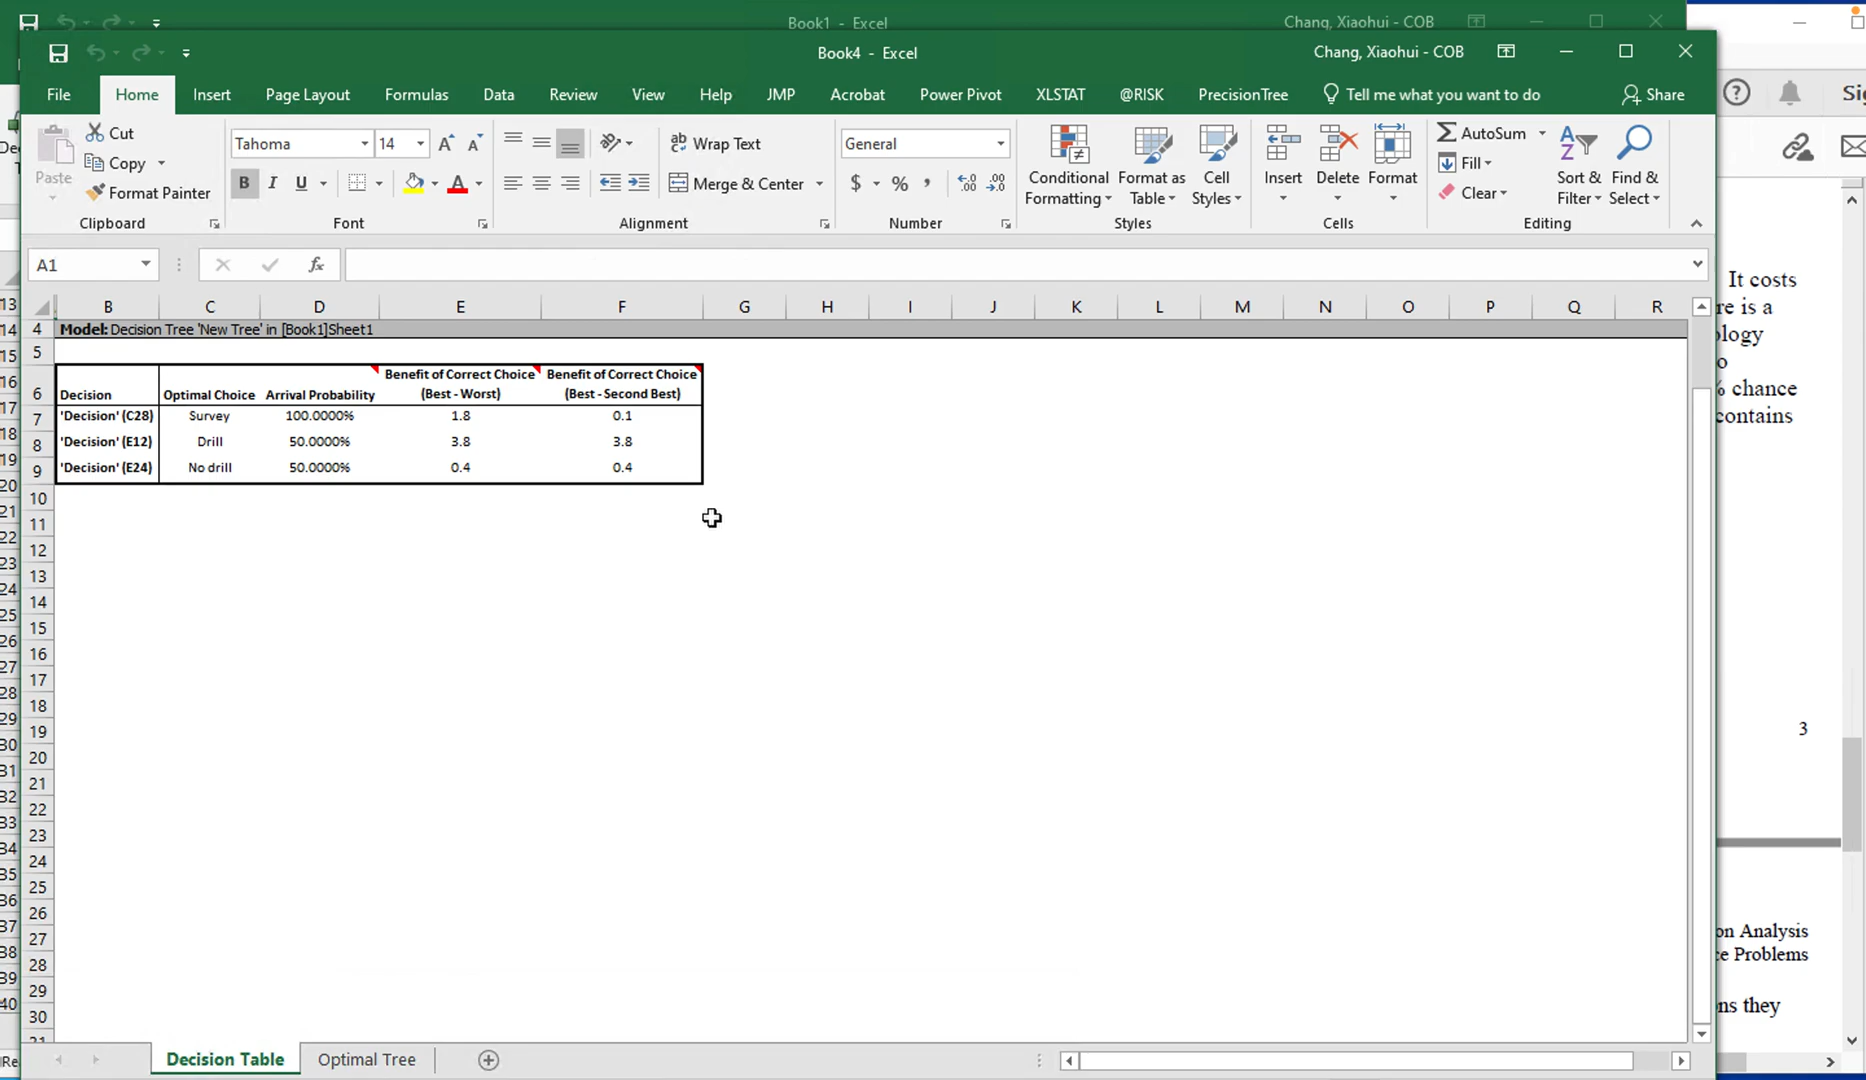 Book1 - Excel
Chang, Xiaohui - COB
Book4 - Excel
Chang, Xiaohui - COB
File Home Insert Page Layout Formulas Data Review View Help JMP Acrobat Power Pivot XLSTAT @RISK PrecisionTree Tell me what you want to do Share
Paste
Cut
Copy
Format Painter
Clipboard
Tahoma 14
B I U
Font
Wrap Text
Merge & Center
Alignment
General
$ % ,
Number
Conditional Formatting
Format as Table
Cell Styles
Styles
Insert Delete Format
Cells
AutoSum
Fill
Clear
Sort & Filter
Find & Select
Editing
A1
fx
B C D E F G H I J K L M N O P Q R
4 Model: Decision Tree 'New Tree' in [Book1]Sheet1
5
6 Decision Optimal Choice Arrival Probability Benefit of Correct Choice (Best - Worst) Benefit of Correct Choice (Best - Second Best)
7 'Decision' (C28) Survey 100.0000% 1.8 0.1
8 'Decision' (E12) Drill 50.0000% 3.8 3.8
9 'Decision' (E24) No drill 50.0000% 0.4 0.4
10
11
12
13
14
15
16
17
18
19
20
21
22
23
24
25
26
27
28
29
30
Decision Table Optimal Tree
It costs
re is a
ology
o
% chance
contains
3
on Analysis
ce Problems
ns they